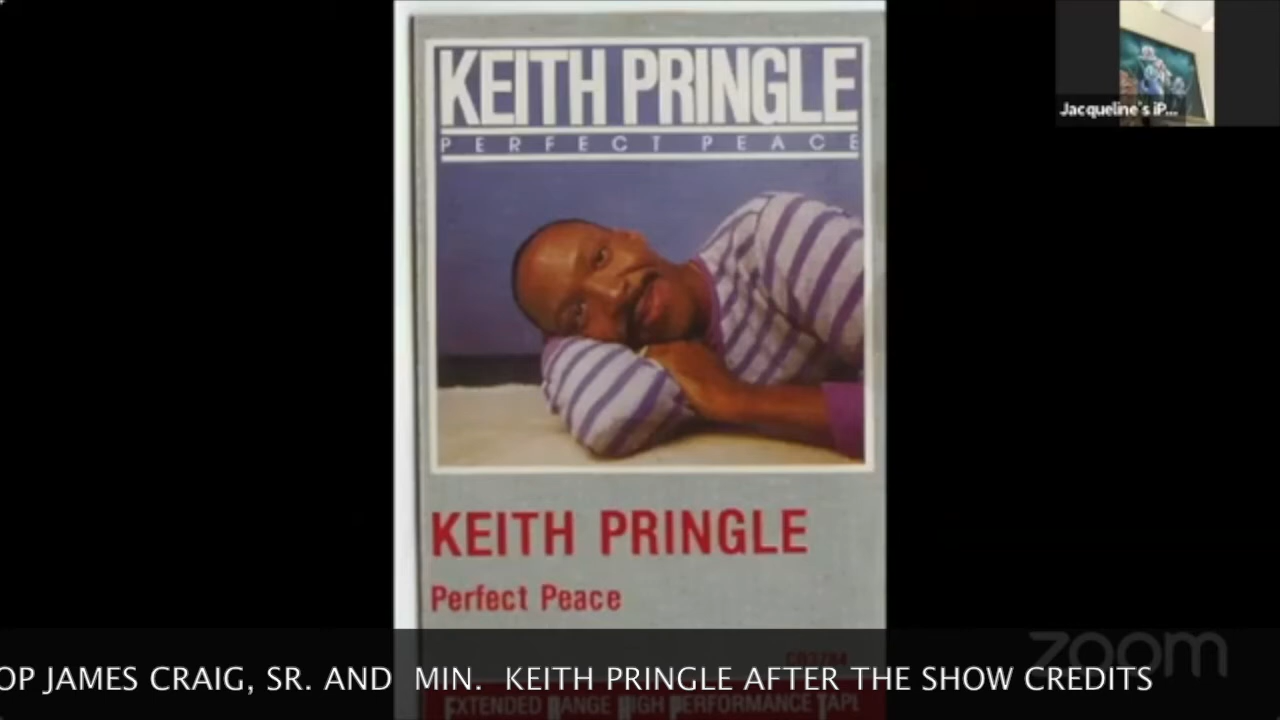 KEITH PRINGLE
PERFECT PEACE
Jacqueline's iP...
KEITH PRINGLE
Perfect Peace
zoom
OP JAMES CRAIG, SR. AND MIN. KEITH PRINGLE AFTER THE SHOW CREDITS
EXTENDED RANGE HIGH PERFORMANCE TAPE